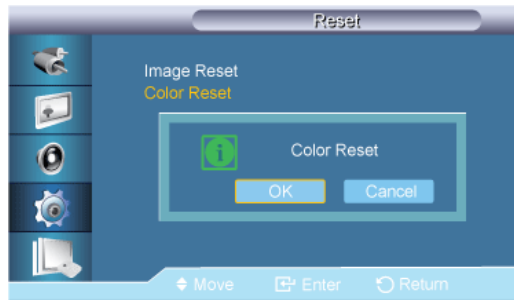 Reset
Image Reset
Color Reset
i
Color Reset
OK Cancel
Move Enter Return